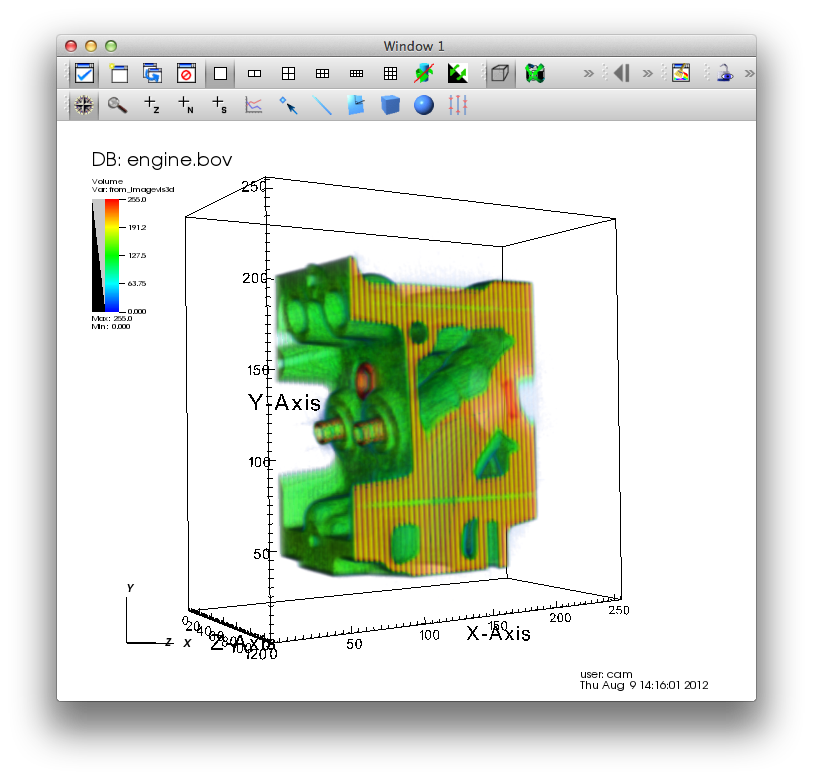 Window 1
Z
N
S
DB: engine.bov
Volume
Var: from_imagevis3d
255.0
191.2
127.5
63.75
0.000
Max: 255.0
Min: 0.000
250
200
150
Y-Axis
100
50
Y
Z X
0
20
40
60
80
100
120
Z-Axis
0
50
100
150
200
250
X-Axis
user: cam
Thu Aug 9 14:16:01 2012